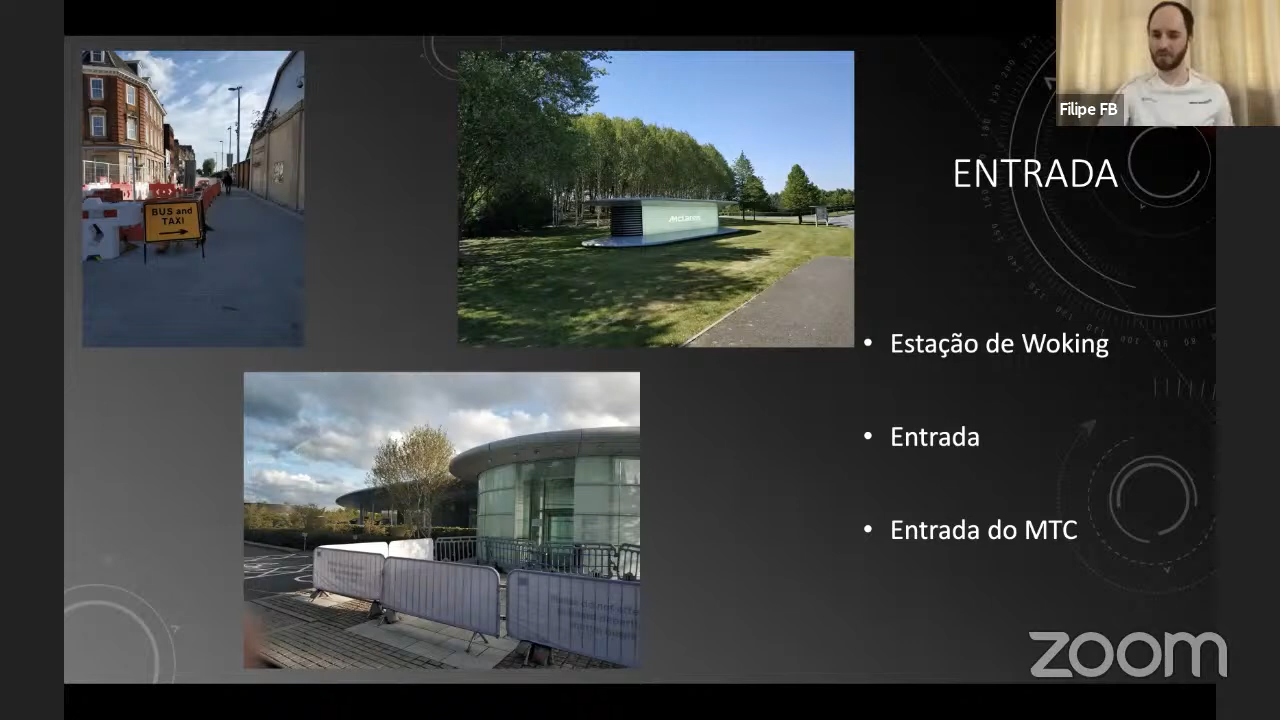 Filipe FB
ENTRADA
BUS and
TAXI
McLaren
• Estação de Woking
• Entrada
• Entrada do MTC
zoom